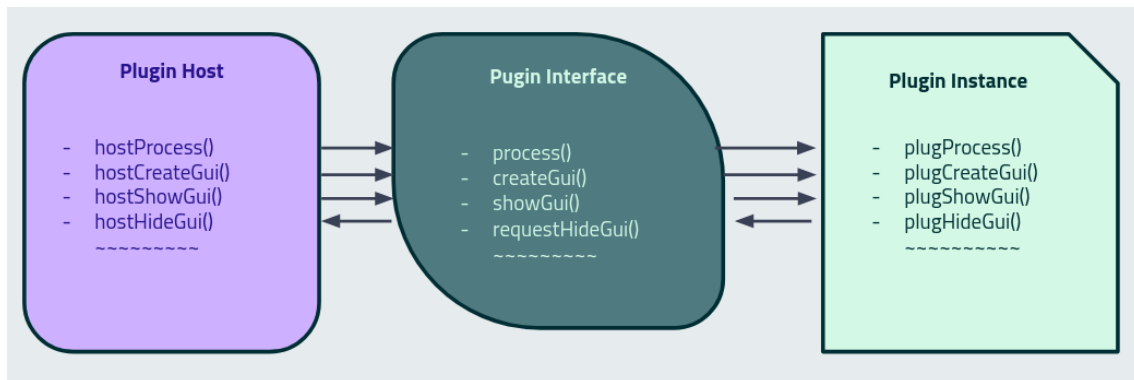 Plugin Host
- hostProcess()
- hostCreateGui()
- hostShowGui()
- hostHideGui()
~~~~~~~~~
Pugin Interface
- process()
- createGui()
- showGui()
- requestHideGui()
~~~~~~~~~
Plugin Instance
- plugProcess()
- plugCreateGui()
- plugShowGui()
- plugHideGui()
~~~~~~~~~~